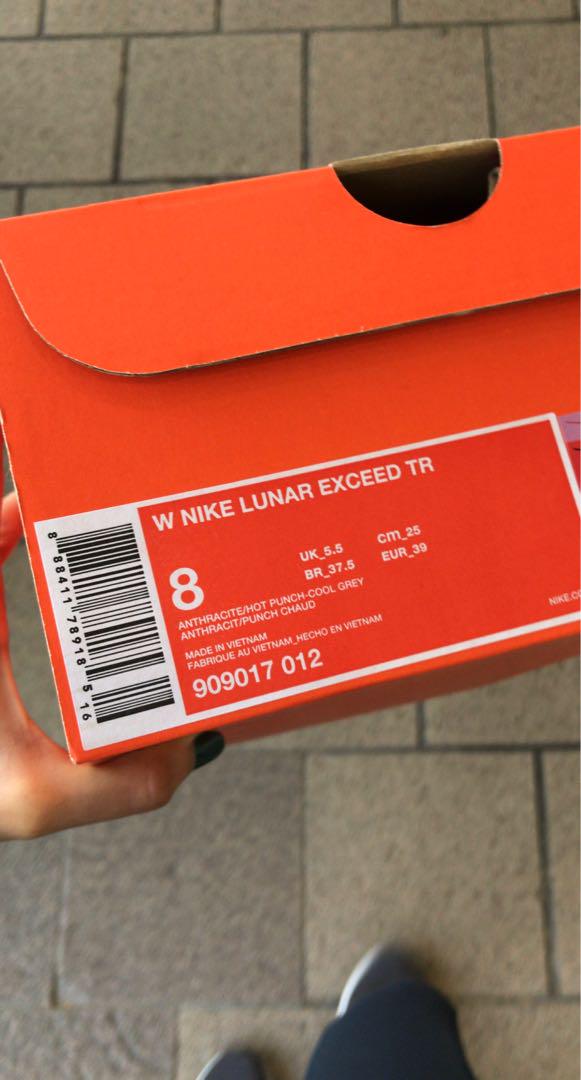 W NIKE LUNAR EXCEED TR
8
UK_5.5 cm_25
BR_37.5 EUR_39
ANTHRACITE/HOT PUNCH-COOL GREY
ANTHRACIT/PUNCH CHAUD
MADE IN VIETNAM
FABRIQUE AU VIETNAM_HECHO EN VIETNAM
909017 012
8 88411 78918 5 16